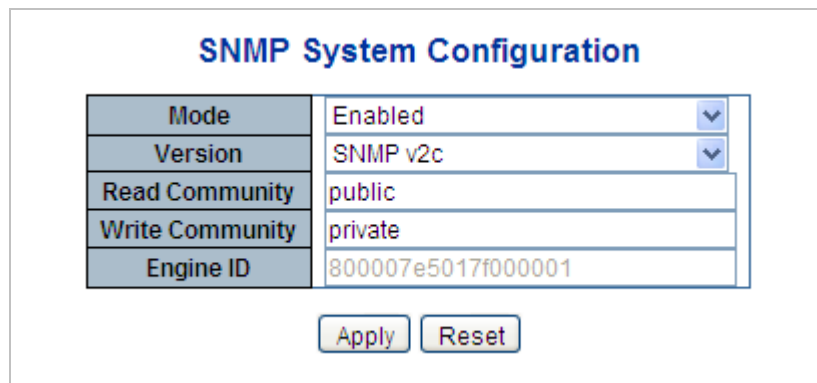 SNMP System Configuration
Mode Enabled
Version SNMP v2c
Read Community public
Write Community private
Engine ID 800007e5017f000001
Apply Reset